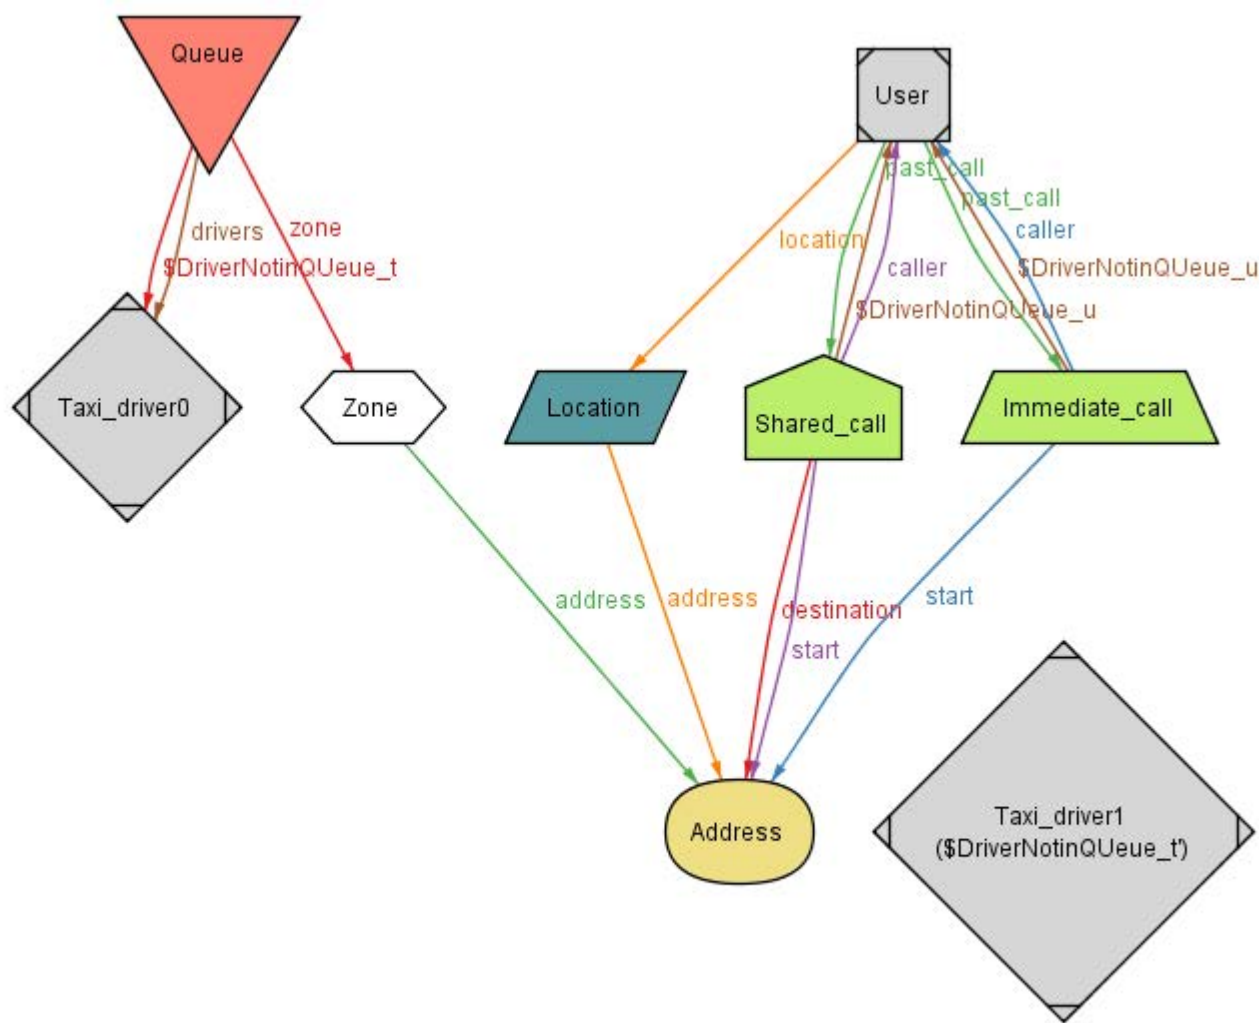 Queue
User
past_call
past_call
drivers
zone
location
caller
$DriverNotinQUeue_t
caller
$DriverNotinQUeue_u
$DriverNotinQUeue_u
Taxi_driver0
Zone
Location
Shared_call
Immediate_call
address
address
destination
start
start
Address
Taxi_driver1
($DriverNotinQUeue_t')